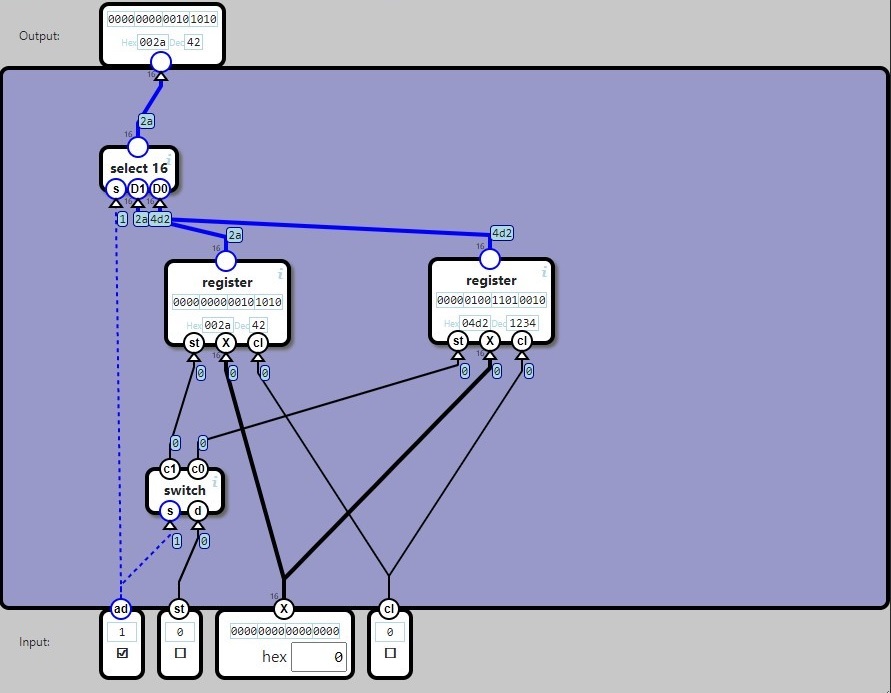 Output:
0000000000101010
Hex 002a Dec 42
16
2a
16
select 16 i
s D1 D0
16 16
1 2a 4d2
2a
4d2
16
16
register i
0000000000101010
Hex 002a Dec 42
st X cl
16
0 0 0
register i
0000010011010010
Hex 04d2 Dec 1234
st X cl
16
0 0 0
0 0
c1 c0
switch i
s d
1 0
16
ad st X cl
Input:
1
0
0000000000000000
hex 0
0